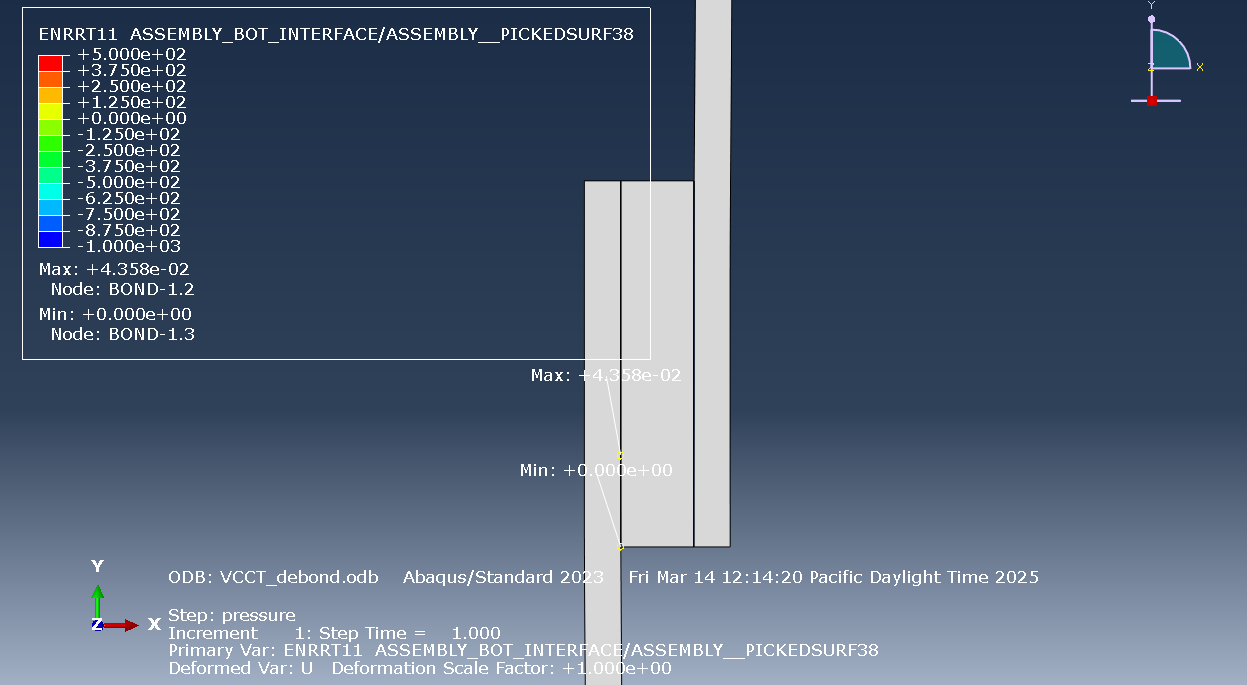 ENRRT11 ASSEMBLY_BOT_INTERFACE/ASSEMBLY__PICKEDSURF38
+5.000e+02
+3.750e+02
+2.500e+02
+1.250e+02
+0.000e+00
-1.250e+02
-2.500e+02
-3.750e+02
-5.000e+02
-6.250e+02
-7.500e+02
-8.750e+02
-1.000e+03
Max: +4.358e-02
Node: BOND-1.2
Min: +0.000e+00
Node: BOND-1.3
Y
Z X
Max: +4.358e-02
Min: +0.000e+00
Y
Z X
ODB: VCCT_debond.odb Abaqus/Standard 2023 Fri Mar 14 12:14:20 Pacific Daylight Time 2025
Step: pressure
Increment 1: Step Time = 1.000
Primary Var: ENRRT11 ASSEMBLY_BOT_INTERFACE/ASSEMBLY__PICKEDSURF38
Deformed Var: U Deformation Scale Factor: +1.000e+00